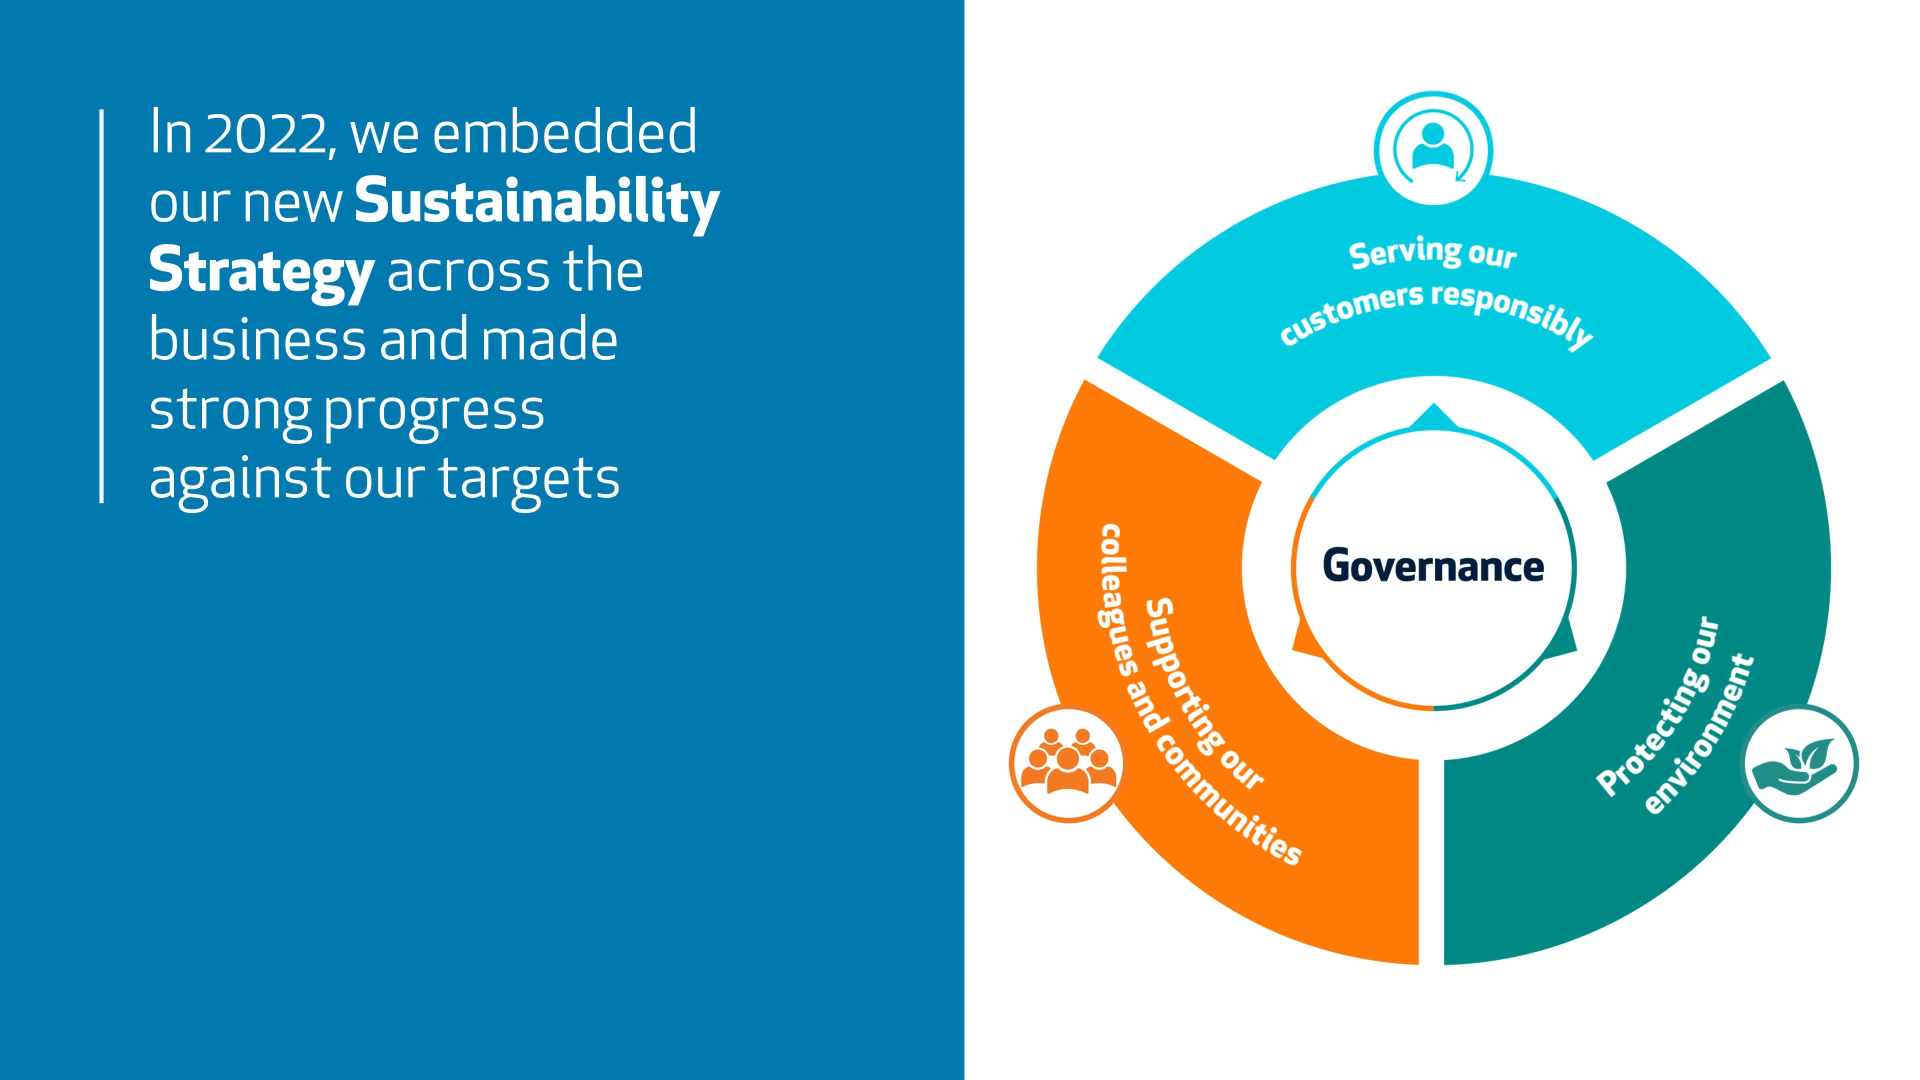 In 2022, we embedded
our new Sustainability
Strategy across the
business and made
strong progress
against our targets
Serving our
customers responsibly
Governance
Supporting our
colleagues and communities
Protecting our
environment